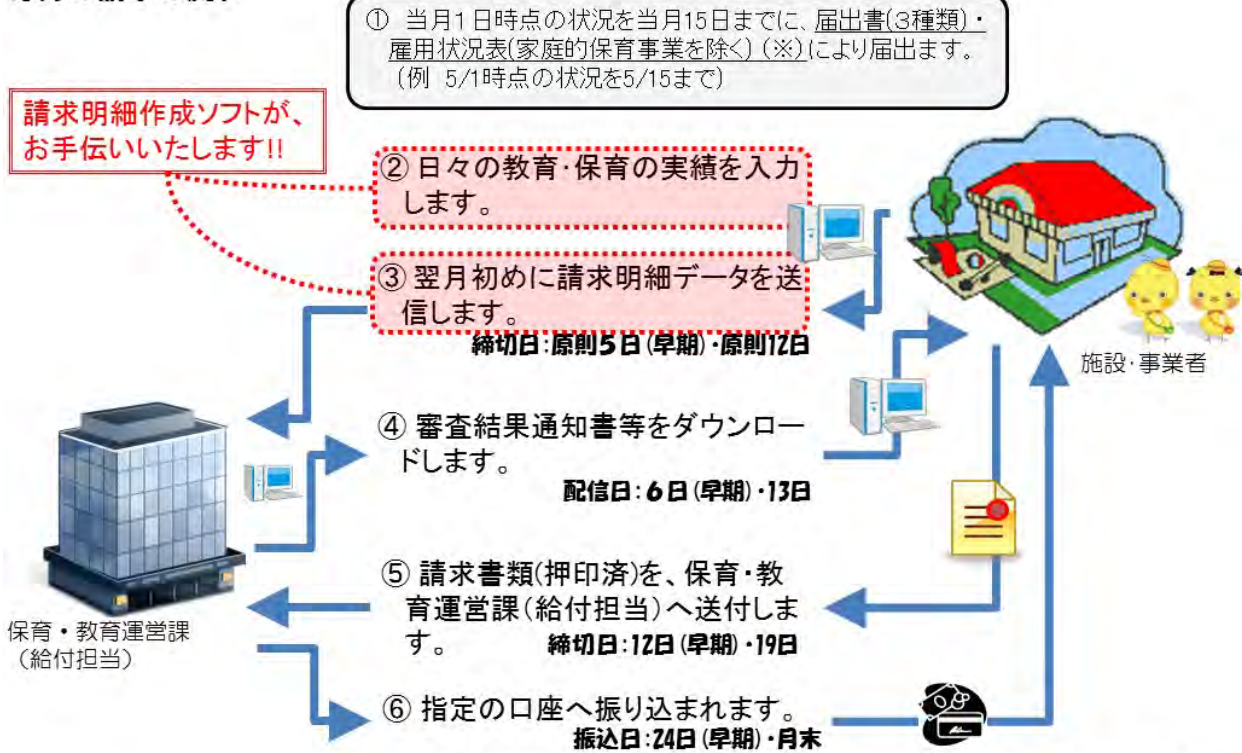 ① 当月1日時点の状況を当月15日までに、届出書(3種類)・
雇用状況表(家庭的保育事業を除く)(※)により届出ます。
(例 5/1時点の状況を5/15まで)
請求明細作成ソフトが、
お手伝いいたします!!
② 日々の教育・保育の実績を入力
します。
③ 翌月初めに請求明細データを送
信します。
締切日:原則5日(早期)・原則12日
施設・事業者
④ 審査結果通知書等をダウンロー
ドします。
配信日:6日(早期)・13日
⑤ 請求書類(押印済)を、保育・教
育運営課(給付担当)へ送付しま
す。
締切日:12日(早期)・19日
保育・教育運営課
(給付担当)
⑥ 指定の口座へ振り込まれます。
振込日:24日(早期)・月末